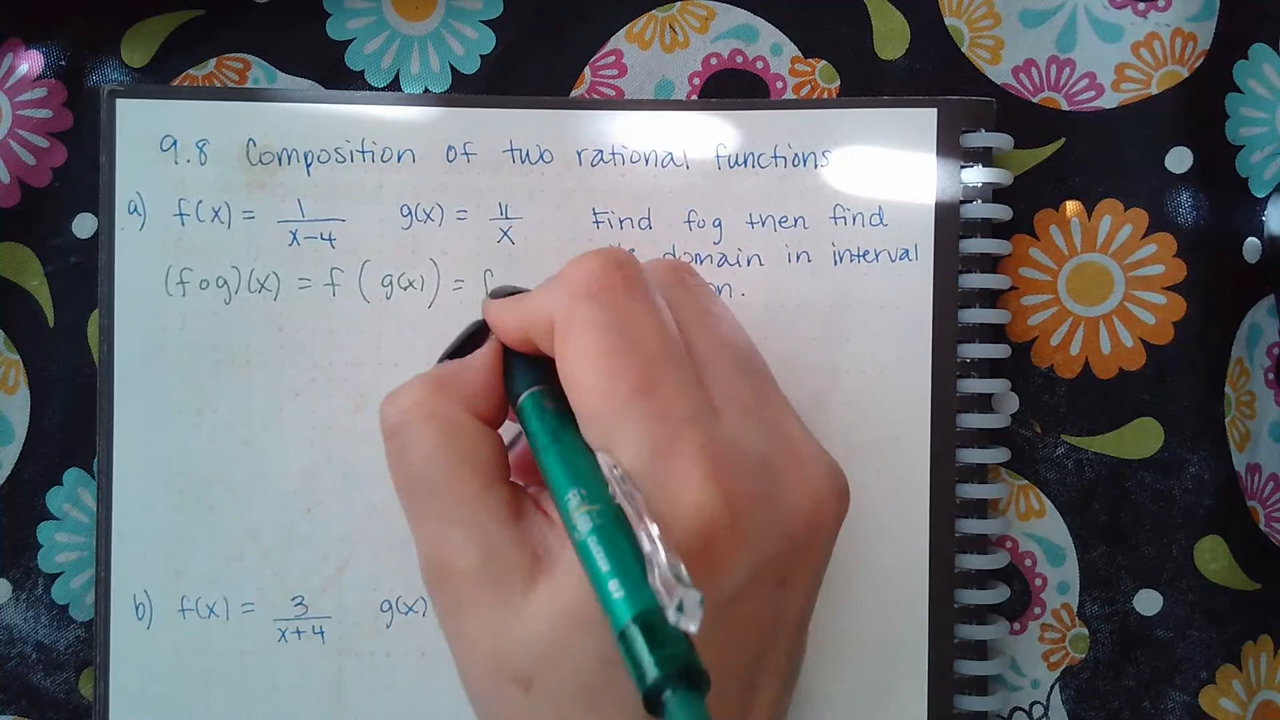 9.8 Composition of two rational functions
a) f(x) = 1/(x-4) g(x) = 11/x Find fog then find
domain in interval
(fog)(x) = f(g(x)) = f
b) f(x) = 3/(x+4) g(x)